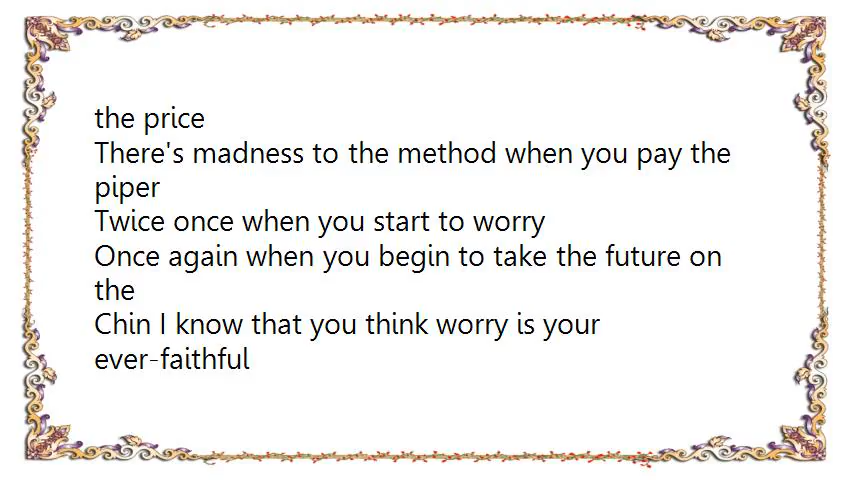 the price
There's madness to the method when you pay the
piper
Twice once when you start to worry
Once again when you begin to take the future on
the
Chin I know that you think worry is your
ever-faithful